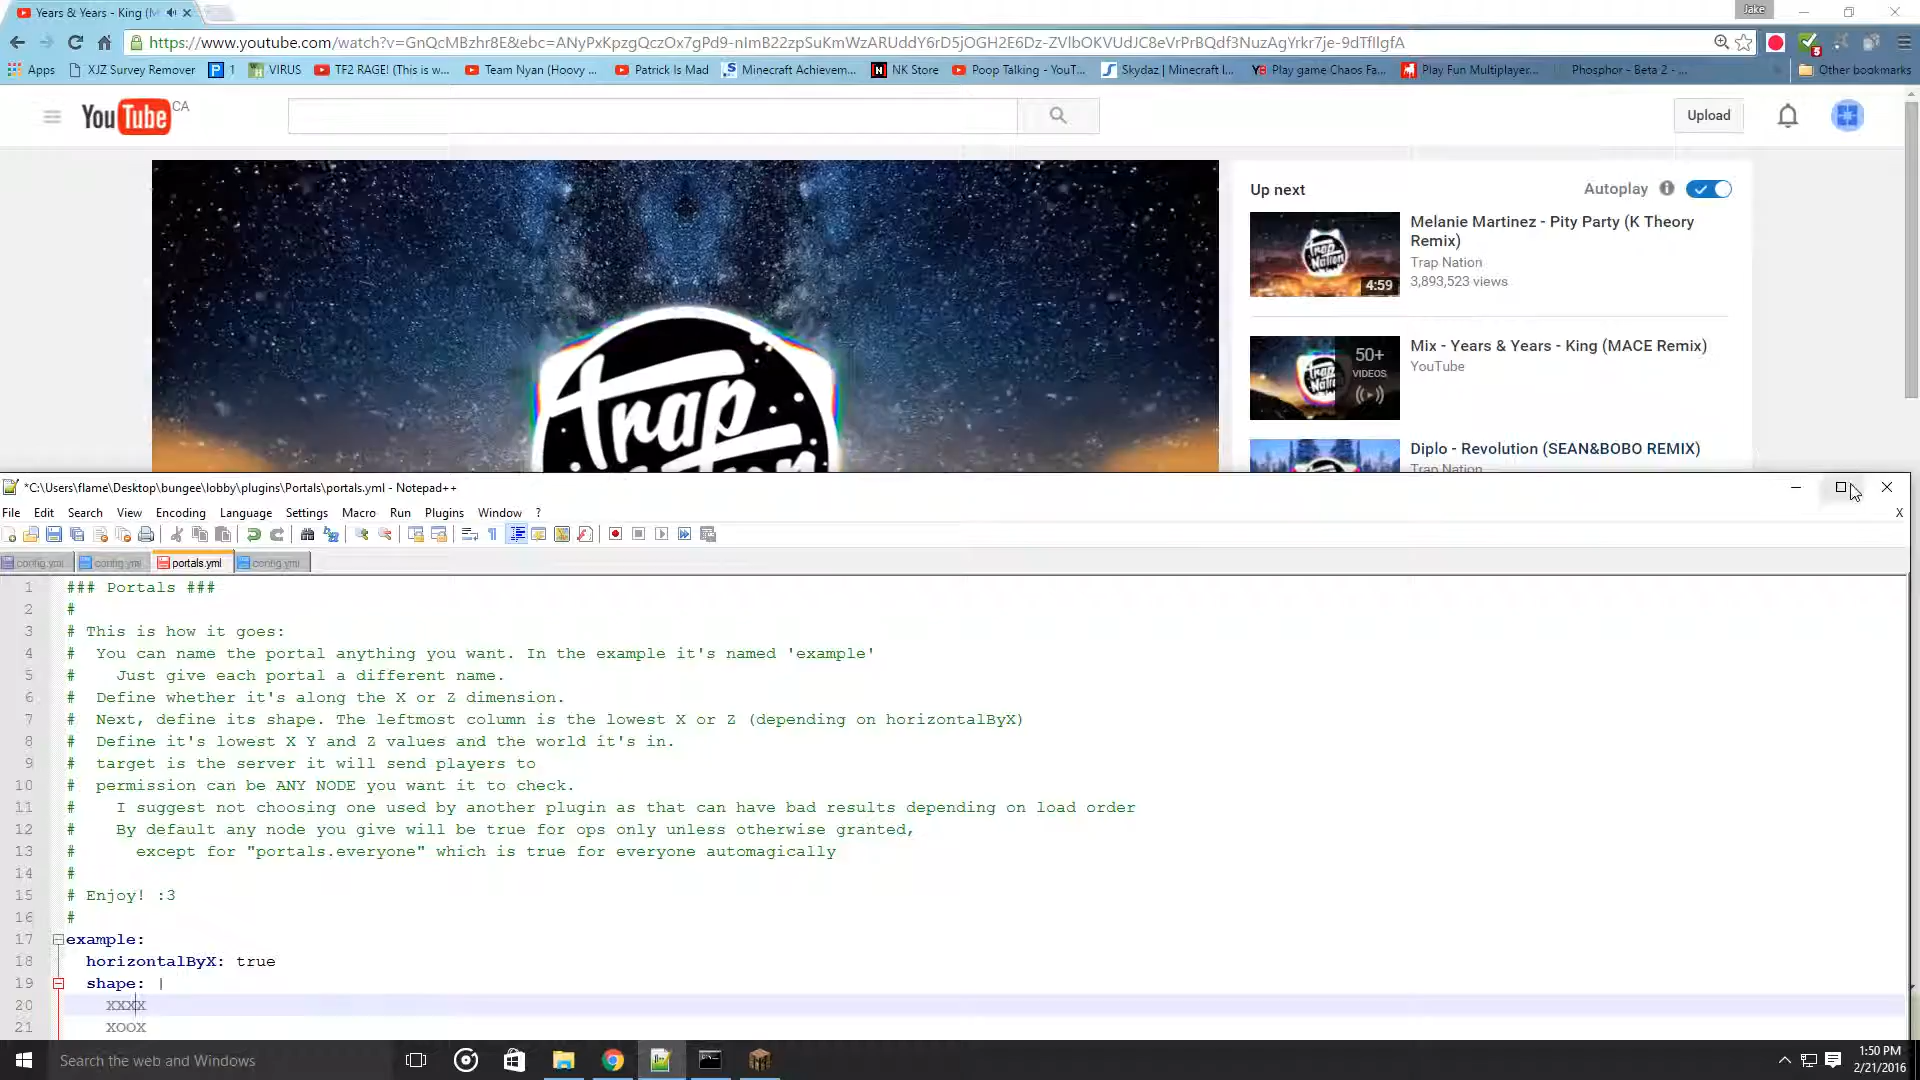 Years & Years - King (M
Jake
https://www.youtube.com/watch?v=GnQcMBzhr8E&ebc=ANyPxKpzgQczOx7gPd9-nImB22zpSuKmWzARUddY6rD5jOGH2E6Dz-ZVlbOKVUdJC8eVrPrBQdf3NuzAgYrkr7je-9dTfIlgfA
Apps XJZ Survey Remover 1 VIRUS TF2 RAGE! (This is w... Team Nyan (Hoovy ... Patrick Is Mad Minecraft Achievem... NK Store Poop Talking - YouT... Skydaz | Minecraft I... Play game Chaos Fa... Play Fun Multiplayer... Phosphor - Beta 2 - ... Other bookmarks
YouTube CA
Upload
Up next
Autoplay
Melanie Martinez - Pity Party (K Theory
Remix)
Trap Nation
3,893,523 views
4:59
Mix - Years & Years - King (MACE Remix)
YouTube
50+
VIDEOS
Diplo - Revolution (SEAN&BOBO REMIX)
Trap Nation
Trap
Nation
*C:\Users\flame\Desktop\bungee\lobby\plugins\Portals\portals.yml - Notepad++
File Edit Search View Encoding Language Settings Macro Run Plugins Window ?
X
config.yml config.yml portals.yml config.yml
1 ### Portals ###
2 #
3 # This is how it goes:
4 # You can name the portal anything you want. In the example it's named 'example'
5 # Just give each portal a different name.
6 # Define whether it's along the X or Z dimension.
7 # Next, define its shape. The leftmost column is the lowest X or Z (depending on horizontalByX)
8 # Define it's lowest X Y and Z values and the world it's in.
9 # target is the server it will send players to
10 # permission can be ANY NODE you want it to check.
11 # I suggest not choosing one used by another plugin as that can have bad results depending on load order
12 # By default any node you give will be true for ops only unless otherwise granted,
13 # except for "portals.everyone" which is true for everyone automagically
14 #
15 # Enjoy! :3
16 #
17 example:
18 horizontalByX: true
19 shape: |
20 XXXX
21 XOOX
Search the web and Windows
1:50 PM
2/21/2016